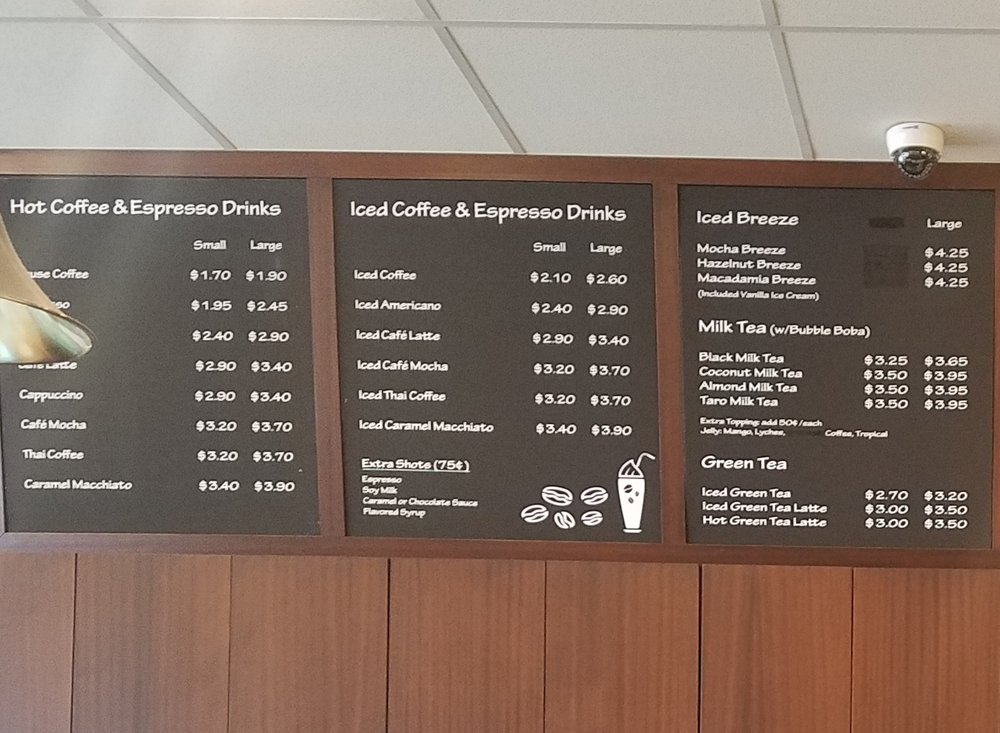 Hot Coffee & Espresso Drinks
Small Large
Coffee $1.70 $1.90
$1.95 $2.45
$2.40 $2.90
Café Latte $2.90 $3.40
Cappuccino $2.90 $3.40
Café Mocha $3.20 $3.70
Thai Coffee $3.20 $3.70
Caramel Macchiato $3.40 $3.90
Iced Coffee & Espresso Drinks
Small Large
Iced Coffee $2.10 $2.60
Iced Americano $2.40 $2.90
Iced Café Latte $2.90 $3.40
Iced Café Mocha $3.20 $3.70
Iced Thai Coffee $3.20 $3.70
Iced Caramel Macchiato $3.40 $3.90
Extra Shots (75¢)
Espresso
Soy Milk
Caramel or Chocolate Sauce
Flavored Syrup
Iced Breeze Large
Mocha Breeze $4.25
Hazelnut Breeze $4.25
Macadamia Breeze $4.25
(Included Vanilla Ice Cream)
Milk Tea (w/Bubble Boba)
Black Milk Tea $3.25 $3.65
Coconut Milk Tea $3.50 $3.95
Almond Milk Tea $3.50 $3.95
Taro Milk Tea $3.50 $3.95
Extra Topping: add 50¢/each
Jelly: Mango, Lychee, Coffee, Tropical
Green Tea
Iced Green Tea $2.70 $3.20
Iced Green Tea Latte $3.00 $3.50
Hot Green Tea Latte $3.00 $3.50